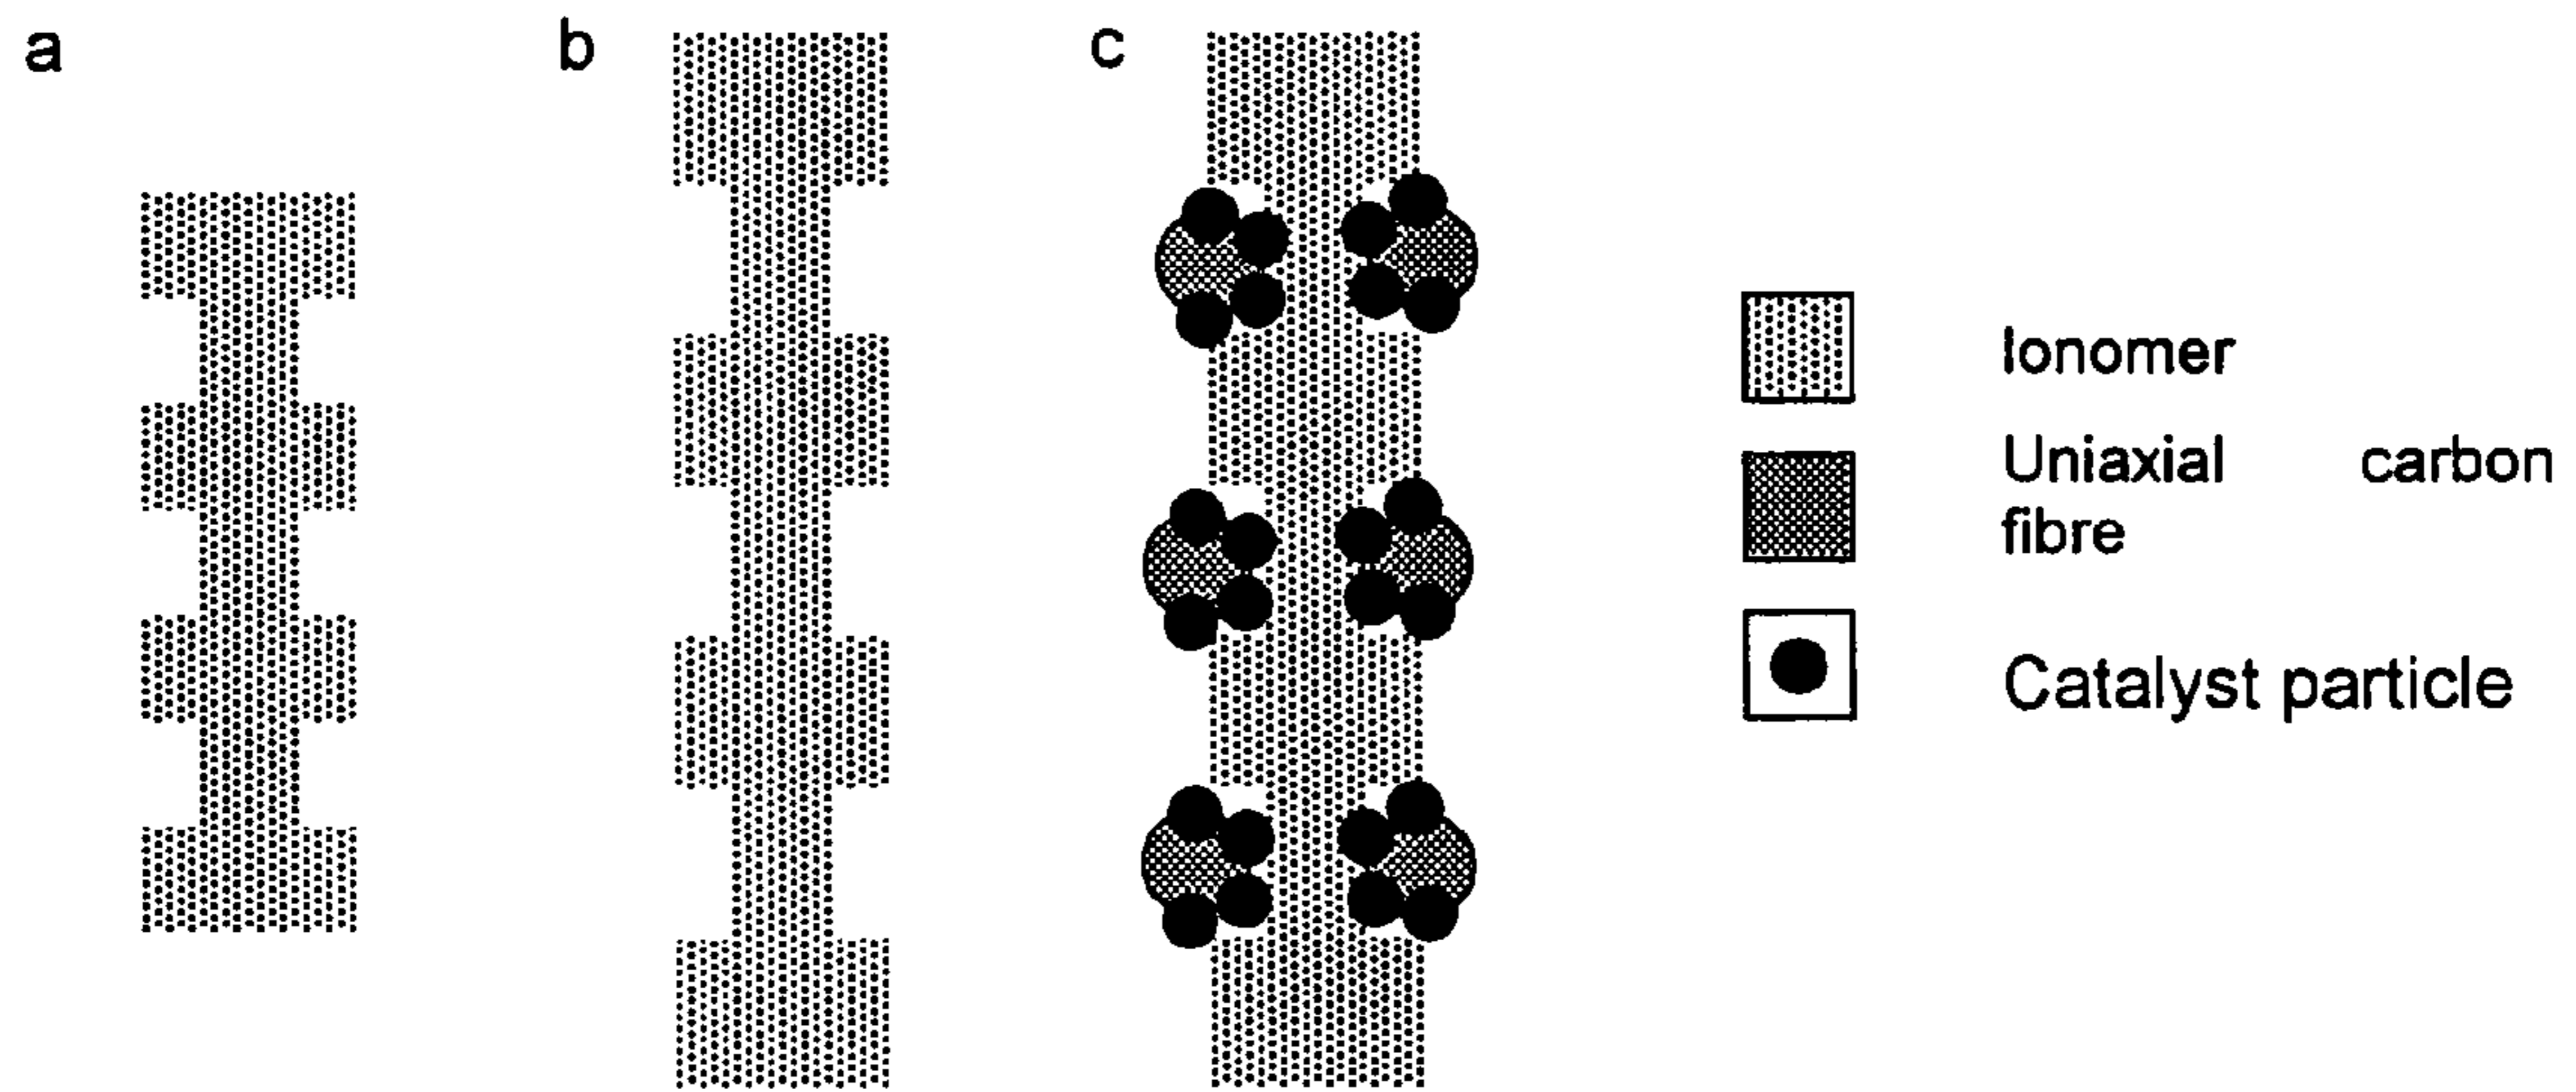 a
b
c
Ionomer
Uniaxial carbon
fibre
Catalyst particle